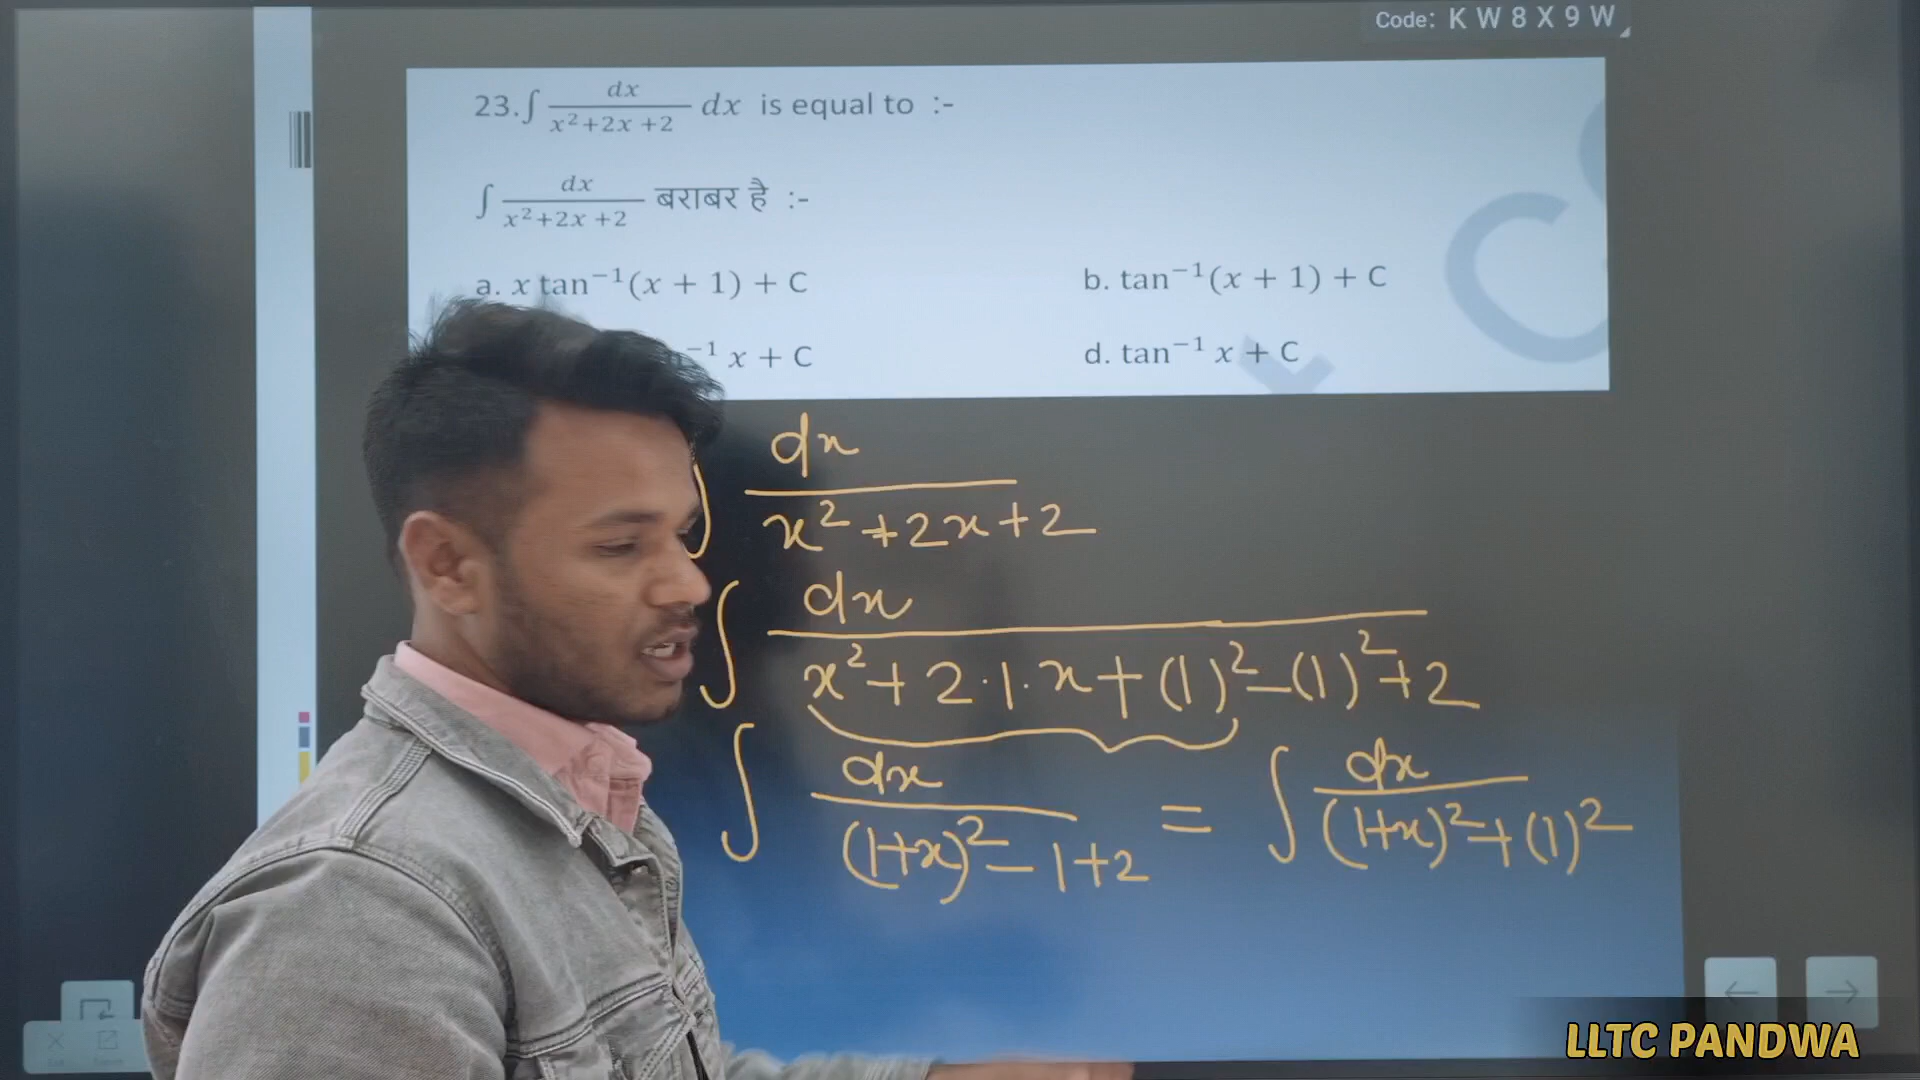 Code: K W 8 X 9 W
23.∫ dx/(x²+2x +2) dx is equal to :-
∫ dx/(x²+2x +2) बराबर है :-
a. x tan⁻¹(x + 1) + C
b. tan⁻¹(x + 1) + C
⁻¹ x + C
d. tan⁻¹ x + C
∫ dx/(x²+2x+2)
∫ dx/(x²+2·1·x+(1)²-(1)²+2)
∫ dx/((1+x)²-1+2) = ∫ dx/((1+x)²+(1)²)
LLTC PANDWA